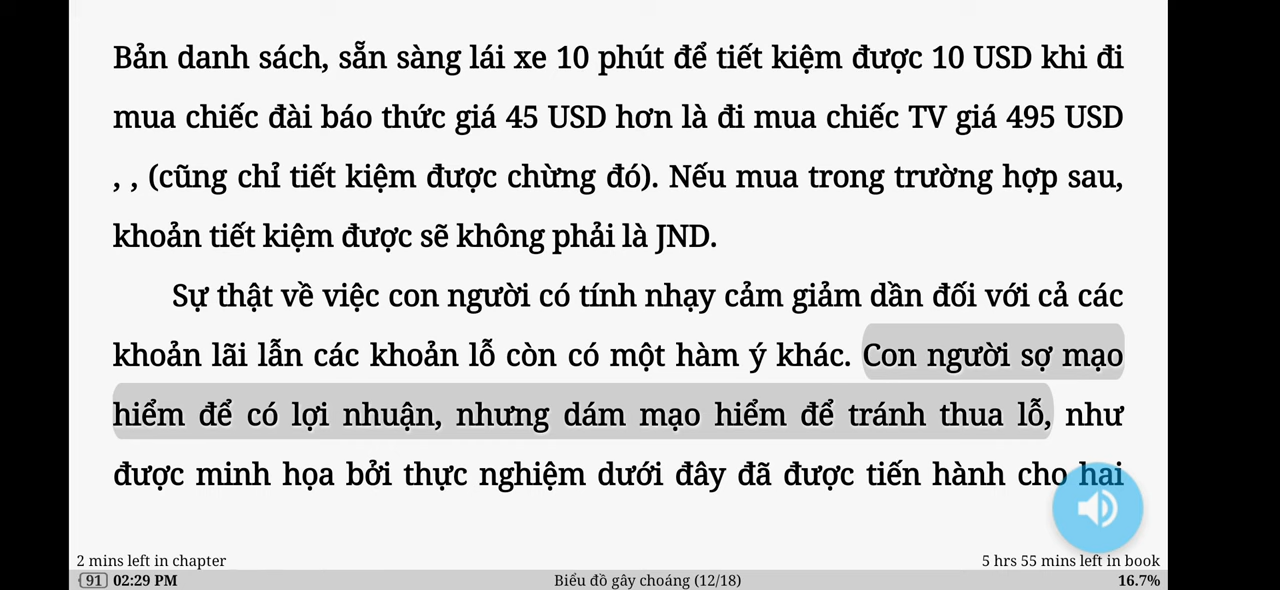 Bản danh sách, sẵn sàng lái xe 10 phút để tiết kiệm được 10 USD khi đi
mua chiếc đài báo thức giá 45 USD hơn là đi mua chiếc TV giá 495 USD
, , (cũng chỉ tiết kiệm được chừng đó). Nếu mua trong trường hợp sau,
khoản tiết kiệm được sẽ không phải là JND.
Sự thật về việc con người có tính nhạy cảm giảm dần đối với cả các
khoản lãi lẫn các khoản lỗ còn có một hàm ý khác. Con người sợ mạo
hiểm để có lợi nhuận, nhưng dám mạo hiểm để tránh thua lỗ, như
được minh họa bởi thực nghiệm dưới đây đã được tiến hành cho hai
2 mins left in chapter 5 hrs 55 mins left in book
91 02:29 PM Biểu đồ gây choáng (12/18) 16.7%